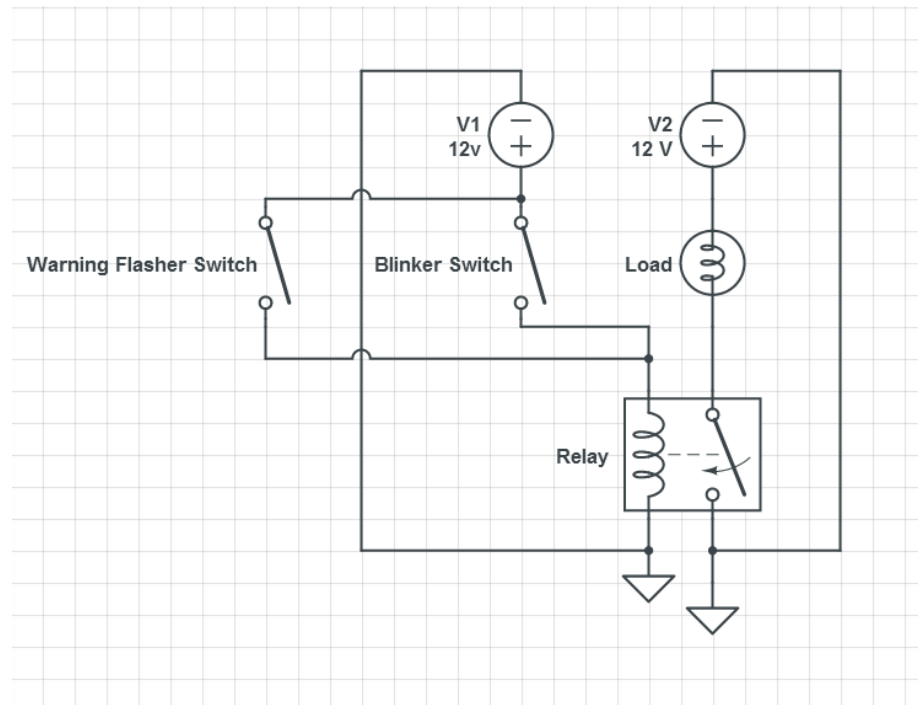 V1
12v
V2
12 V
Warning Flasher Switch
Blinker Switch
Load
Relay